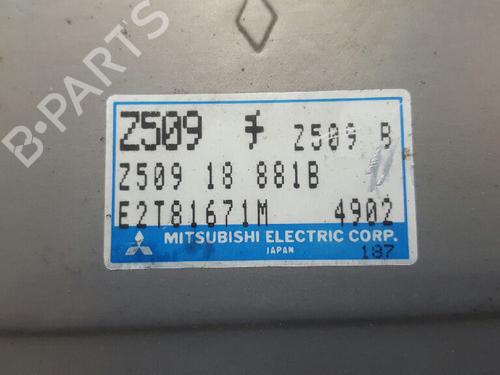 Z509 Z509 B
Z509 18 881B
E2T81671M 4902
MITSUBISHI ELECTRIC CORP.
JAPAN 187
B-PARTS